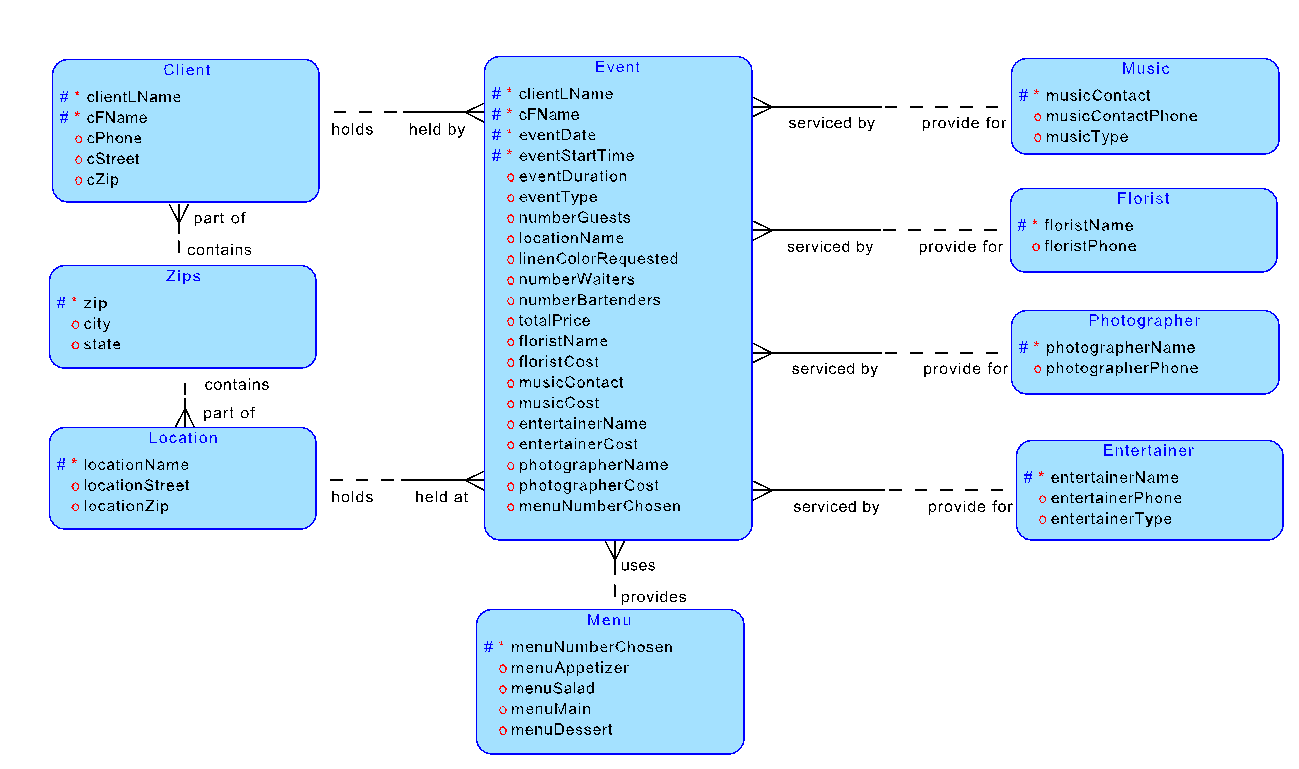 Client
# * clientLName
# * cFName
o cPhone
o cStreet
o cZip
part of
contains
Zips
# * zip
o city
o state
contains
part of
Location
# * locationName
o locationStreet
o locationZip
holds
held by
holds
held at
Event
# * clientLName
# * cFName
# * eventDate
# * eventStartTime
o eventDuration
o eventType
o numberGuests
o locationName
o linenColorRequested
o numberWaiters
o numberBartenders
o totalPrice
o floristName
o floristCost
o musicContact
o musicCost
o entertainerName
o entertainerCost
o photographerName
o photographerCost
o menuNumberChosen
uses
provides
Menu
# * menuNumberChosen
o menuAppetizer
o menuSalad
o menuMain
o menuDessert
serviced by
provide for
Music
# * musicContact
o musicContactPhone
o musicType
serviced by
provide for
Florist
# * floristName
o floristPhone
serviced by
provide for
Photographer
# * photographerName
o photographerPhone
serviced by
provide for
Entertainer
# * entertainerName
o entertainerPhone
o entertainerType